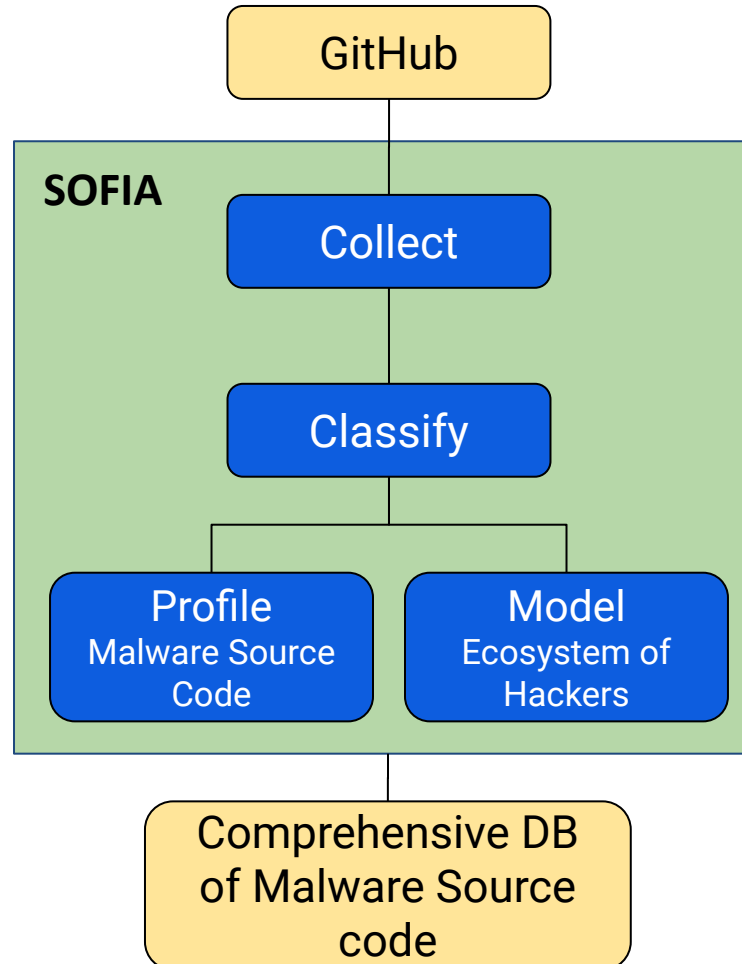 GitHub
SOFIA
Collect
Classify
Profile
Malware Source
Code
Model
Ecosystem of
Hackers
Comprehensive DB
of Malware Source
code